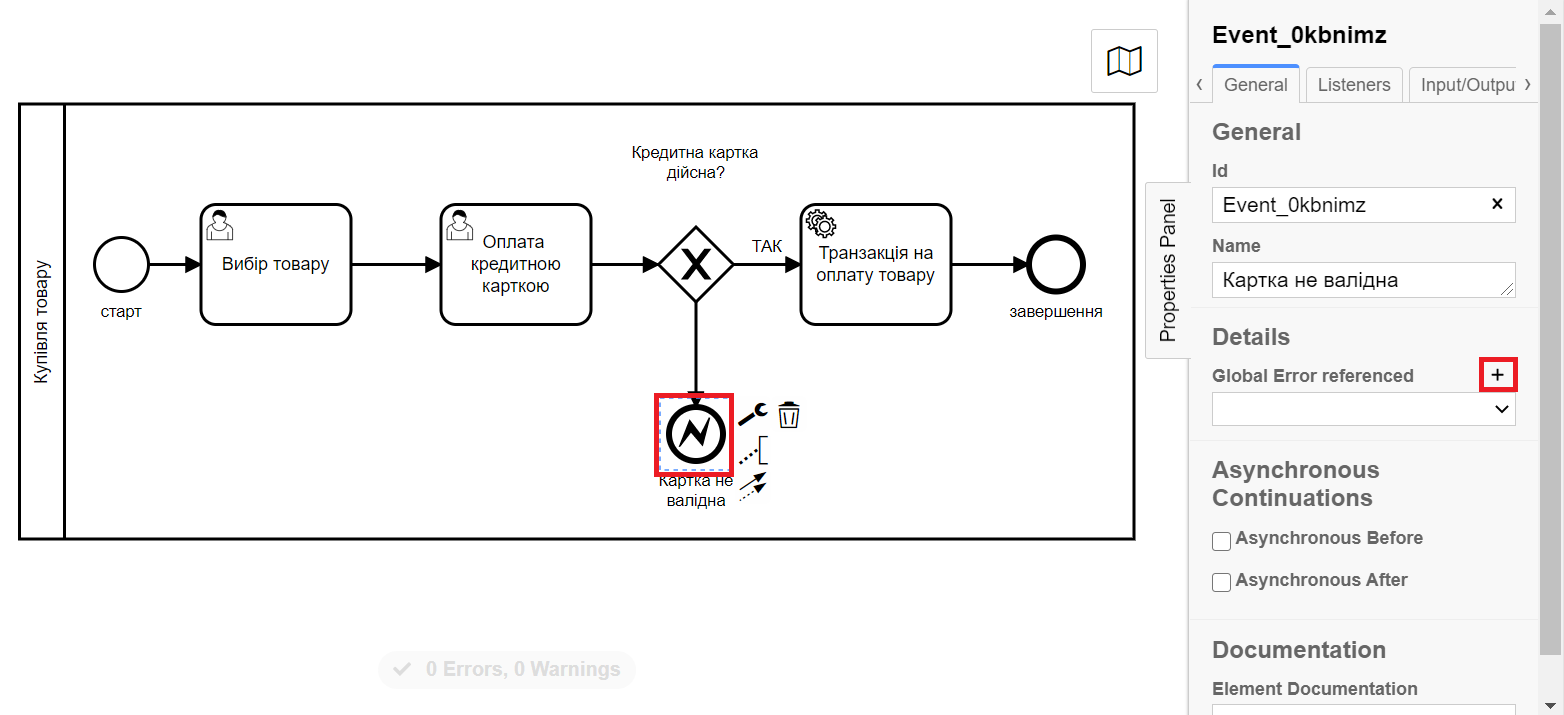 Купівля товару
старт
Вибір товару
Оплата
кредитною
карткою
Кредитна картка
дійсна?
ТАК
Транзакція на
оплату товару
завершення
Картка не
валідна
0 Errors, 0 Warnings
Properties Panel
Event_0kbnimz
General
Listeners
Input/Outpu
General
Id
Event_0kbnimz
Name
Картка не валідна
Details
Global Error referenced
Asynchronous
Continuations
Asynchronous Before
Asynchronous After
Documentation
Element Documentation